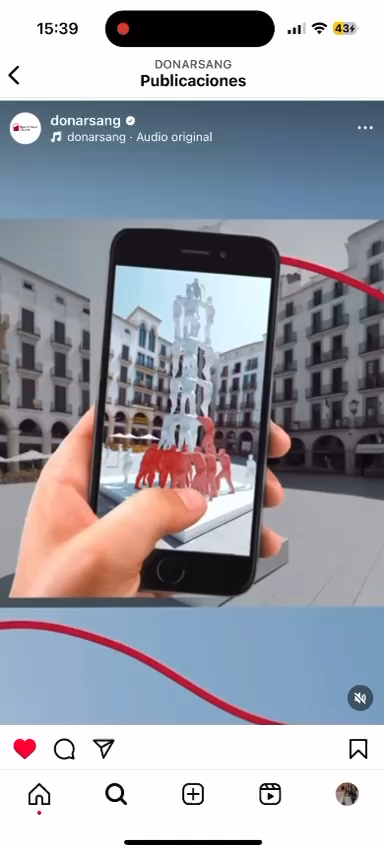 15:39
43
DONARSANG
Publicaciones
donarsang
donarsang · Audio original